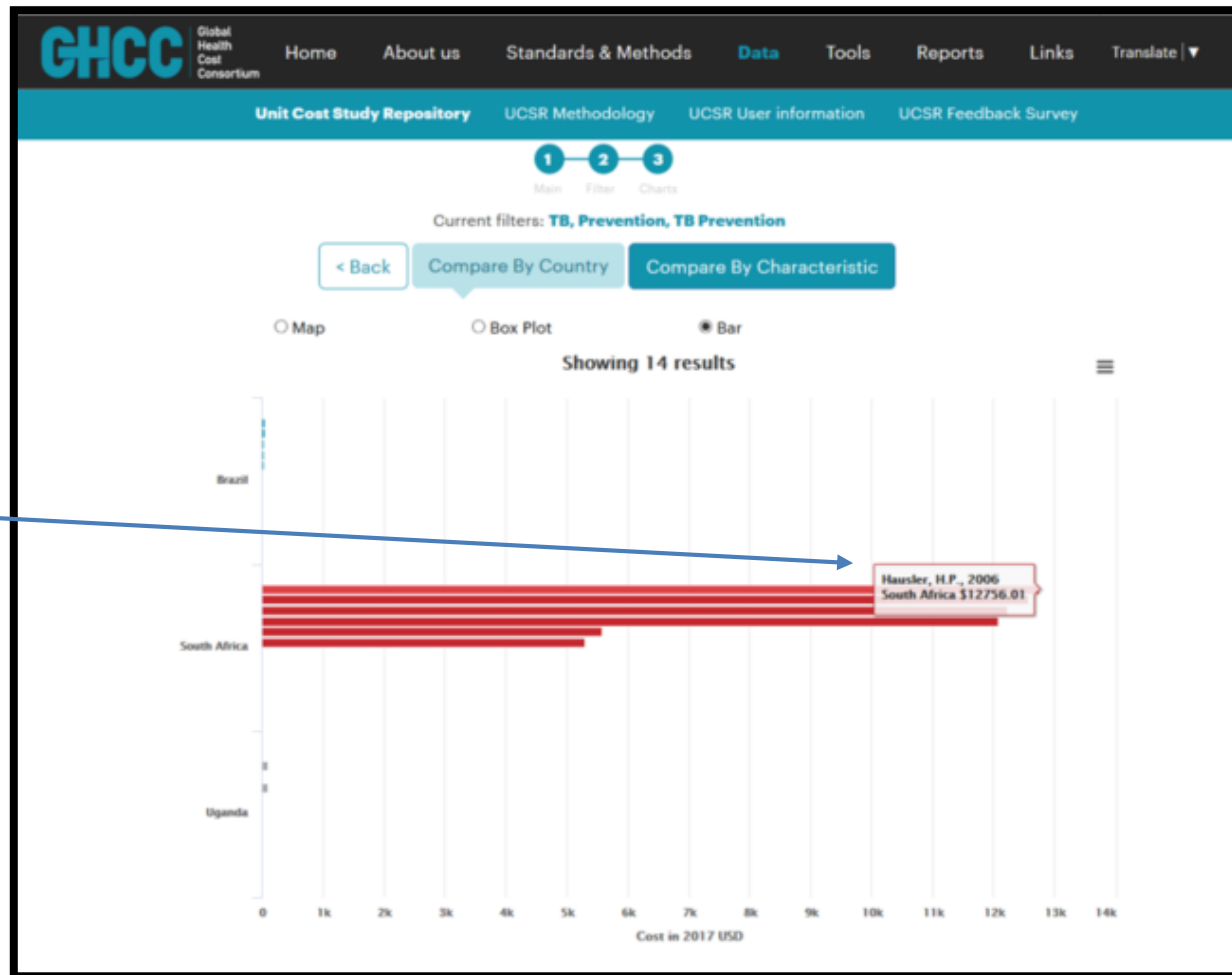 GHCC
Global
Health
Cost
Consortium
Home About us Standards & Methods Data Tools Reports Links Translate | ▼
Unit Cost Study Repository UCSR Methodology UCSR User information UCSR Feedback Survey
1 2 3
Main Filter Charts
Current filters: TB, Prevention, TB Prevention
< Back Compare By Country Compare By Characteristic
Map Box Plot Bar
Showing 14 results
Brazil
Hausler, H.P., 2006
South Africa $12756.01
South Africa
Uganda
0 1k 2k 3k 4k 5k 6k 7k 8k 9k 10k 11k 12k 13k 14k
Cost in 2017 USD